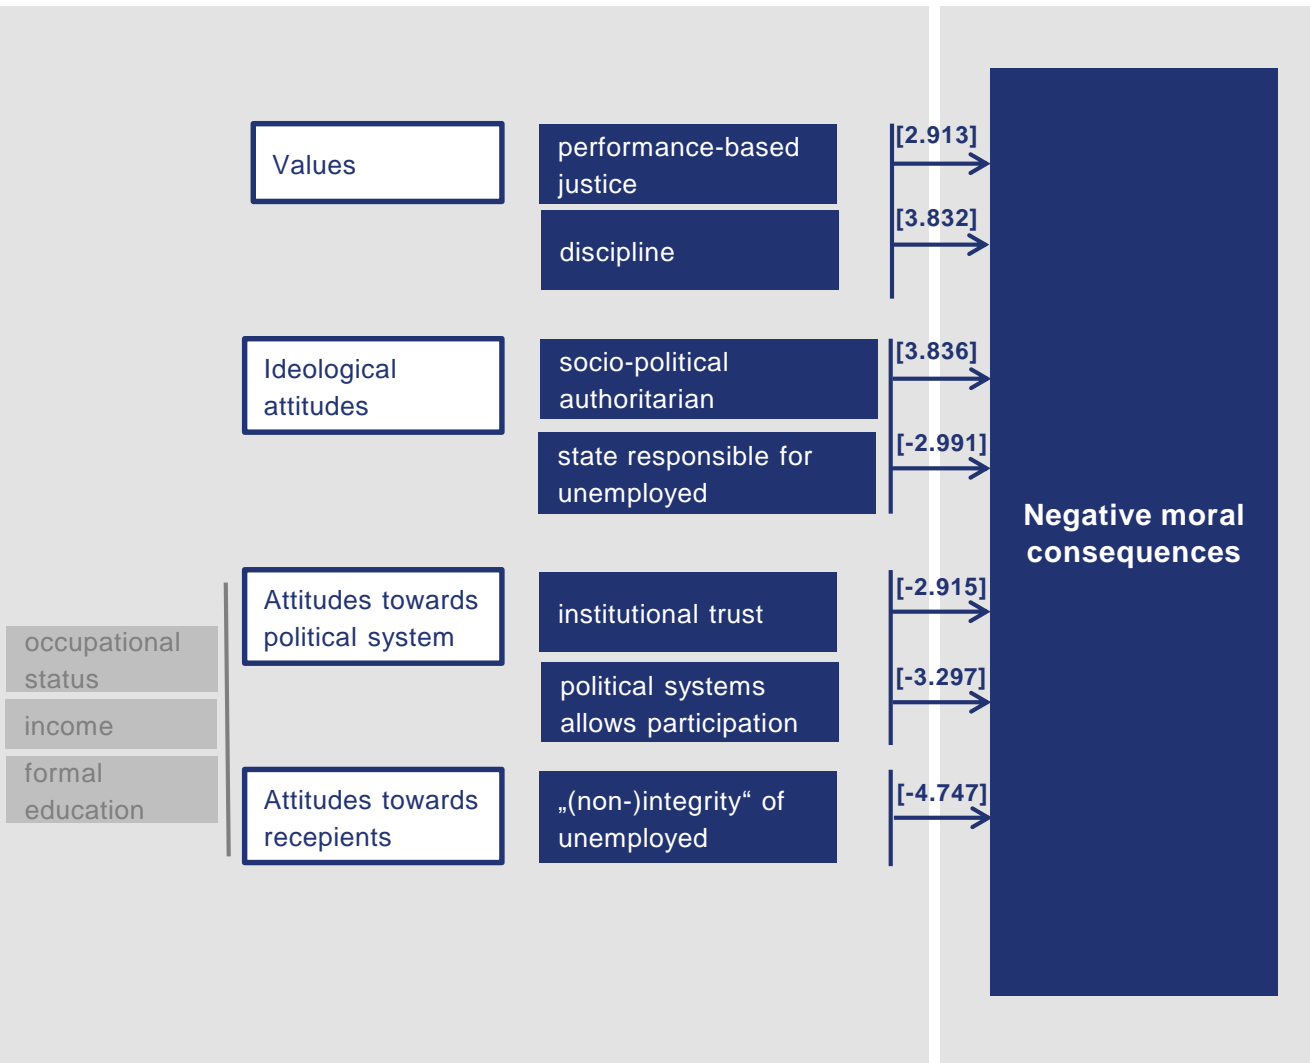 Values
performance-based
justice
[2.913]
discipline
[3.832]
Ideological
attitudes
socio-political
authoritarian
[3.836]
state responsible for
unemployed
[-2.991]
Negative moral
consequences
Attitudes towards
political system
institutional trust
[-2.915]
political systems
allows participation
[-3.297]
occupational
status
income
formal
education
Attitudes towards
recepients
„(non-)integrity“ of
unemployed
[-4.747]